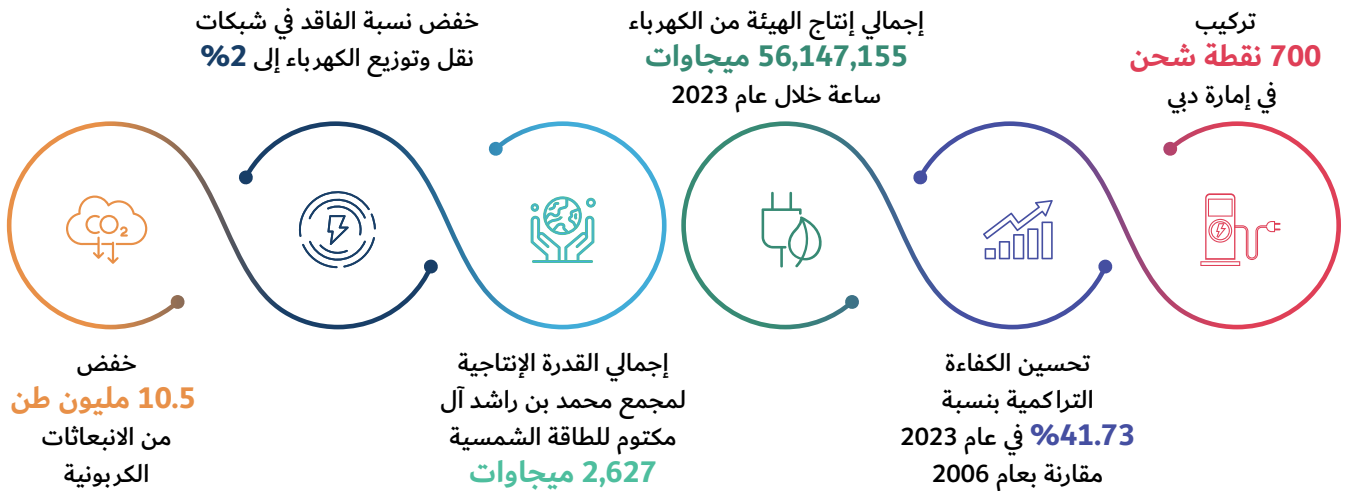 تركيب
700 نقطة شحن
في إمارة دبي
تحسين الكفاءة
التراكمية بنسبة
%41.73 في عام 2023
مقارنة بعام 2006
إجمالي إنتاج الهيئة من الكهرباء
56,147,155 ميجاوات
ساعة خلال عام 2023
إجمالي القدرة الإنتاجية
لمجمع محمد بن راشد آل
مكتوم للطاقة الشمسية
2,627 ميجاوات
خفض نسبة الفاقد في شبكات
نقل وتوزيع الكهرباء إلى 2%
خفض
10.5 مليون طن
من الانبعاثات
الكربونية
CO₂